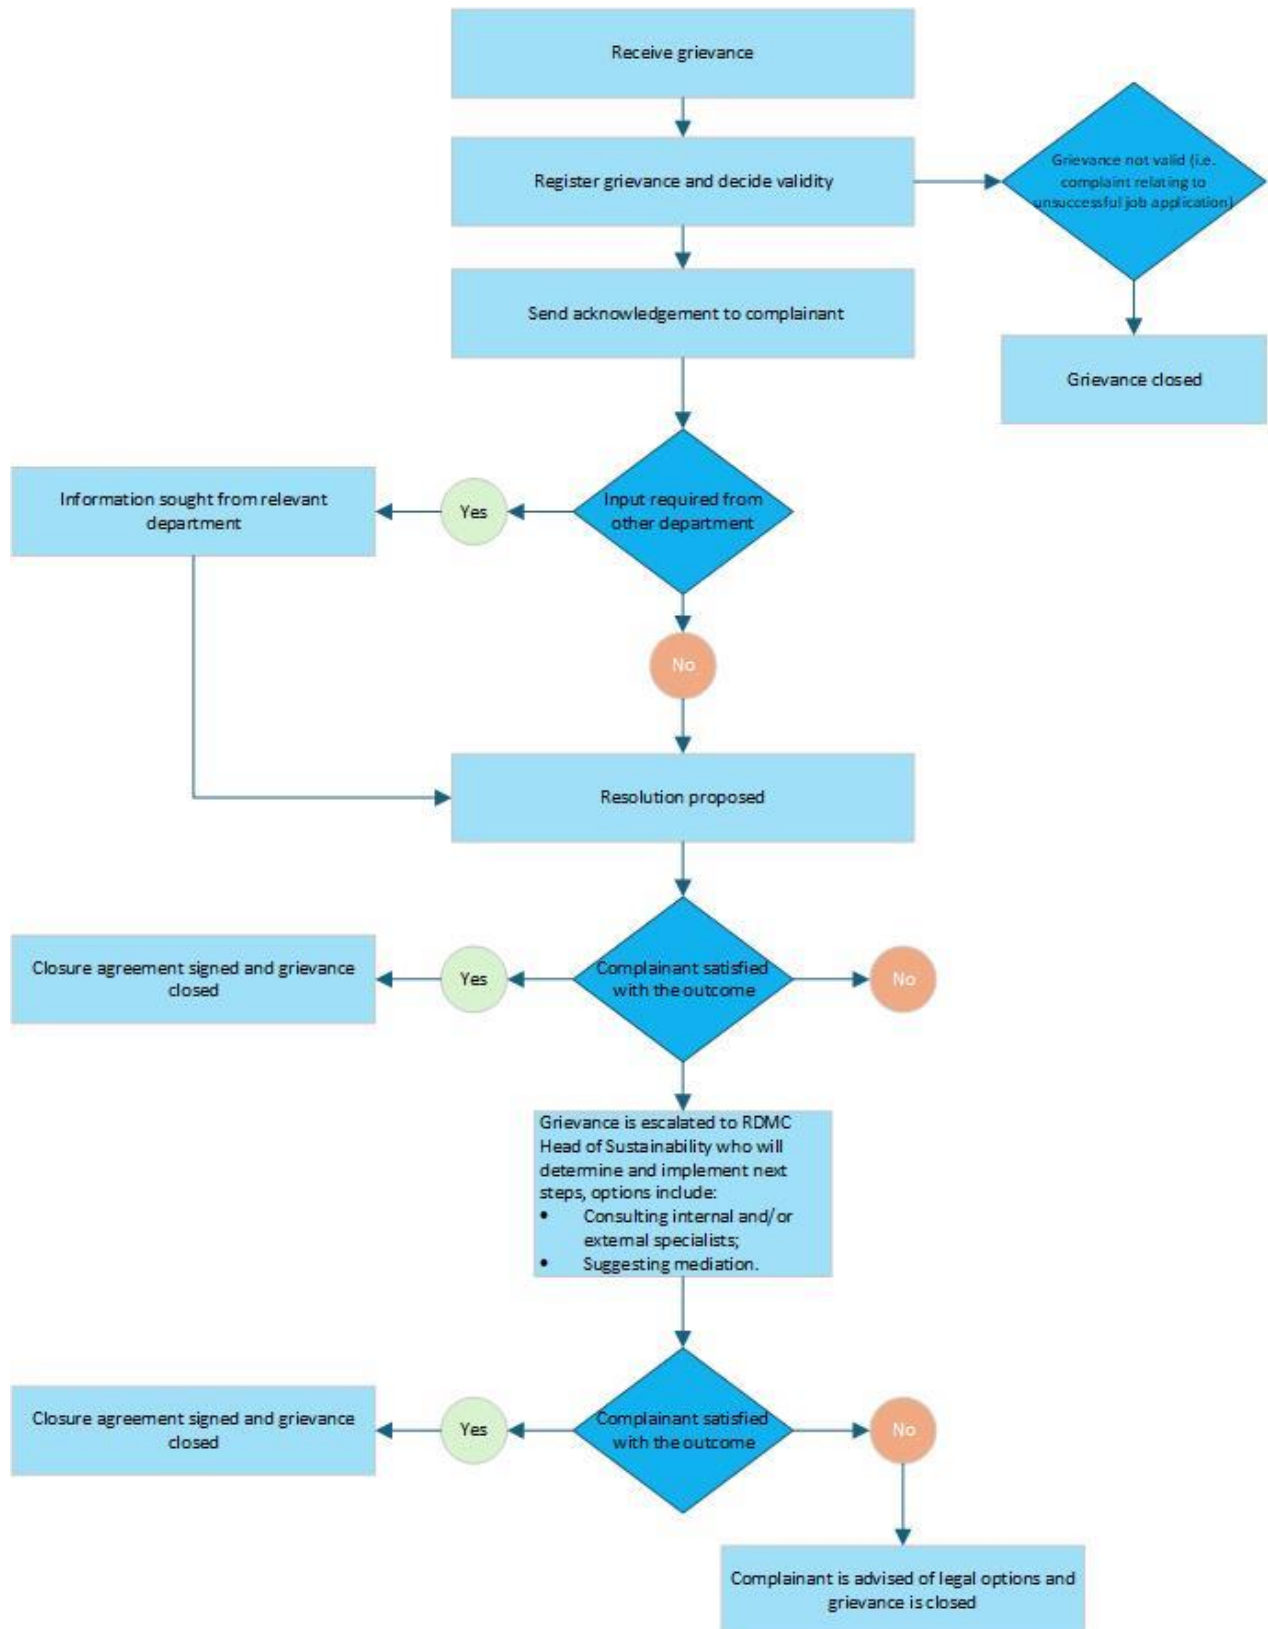 Receive grievance
Register grievance and decide validity
Grievance not valid (i.e.
complaint relating to
unsuccessful job application)
Send acknowledgement to complainant
Grievance closed
Information sought from relevant
department
Yes
Input required from
other department
No
Resolution proposed
Closure agreement signed and grievance
closed
Yes
Complainant satisfied
with the outcome
No
Grievance is escalated to RDMC
Head of Sustainability who will
determine and implement next
steps, options include:
• Consulting internal and/or
external specialists;
• Suggesting mediation.
Closure agreement signed and grievance
closed
Yes
Complainant satisfied
with the outcome
No
Complainant is advised of legal options and
grievance is closed